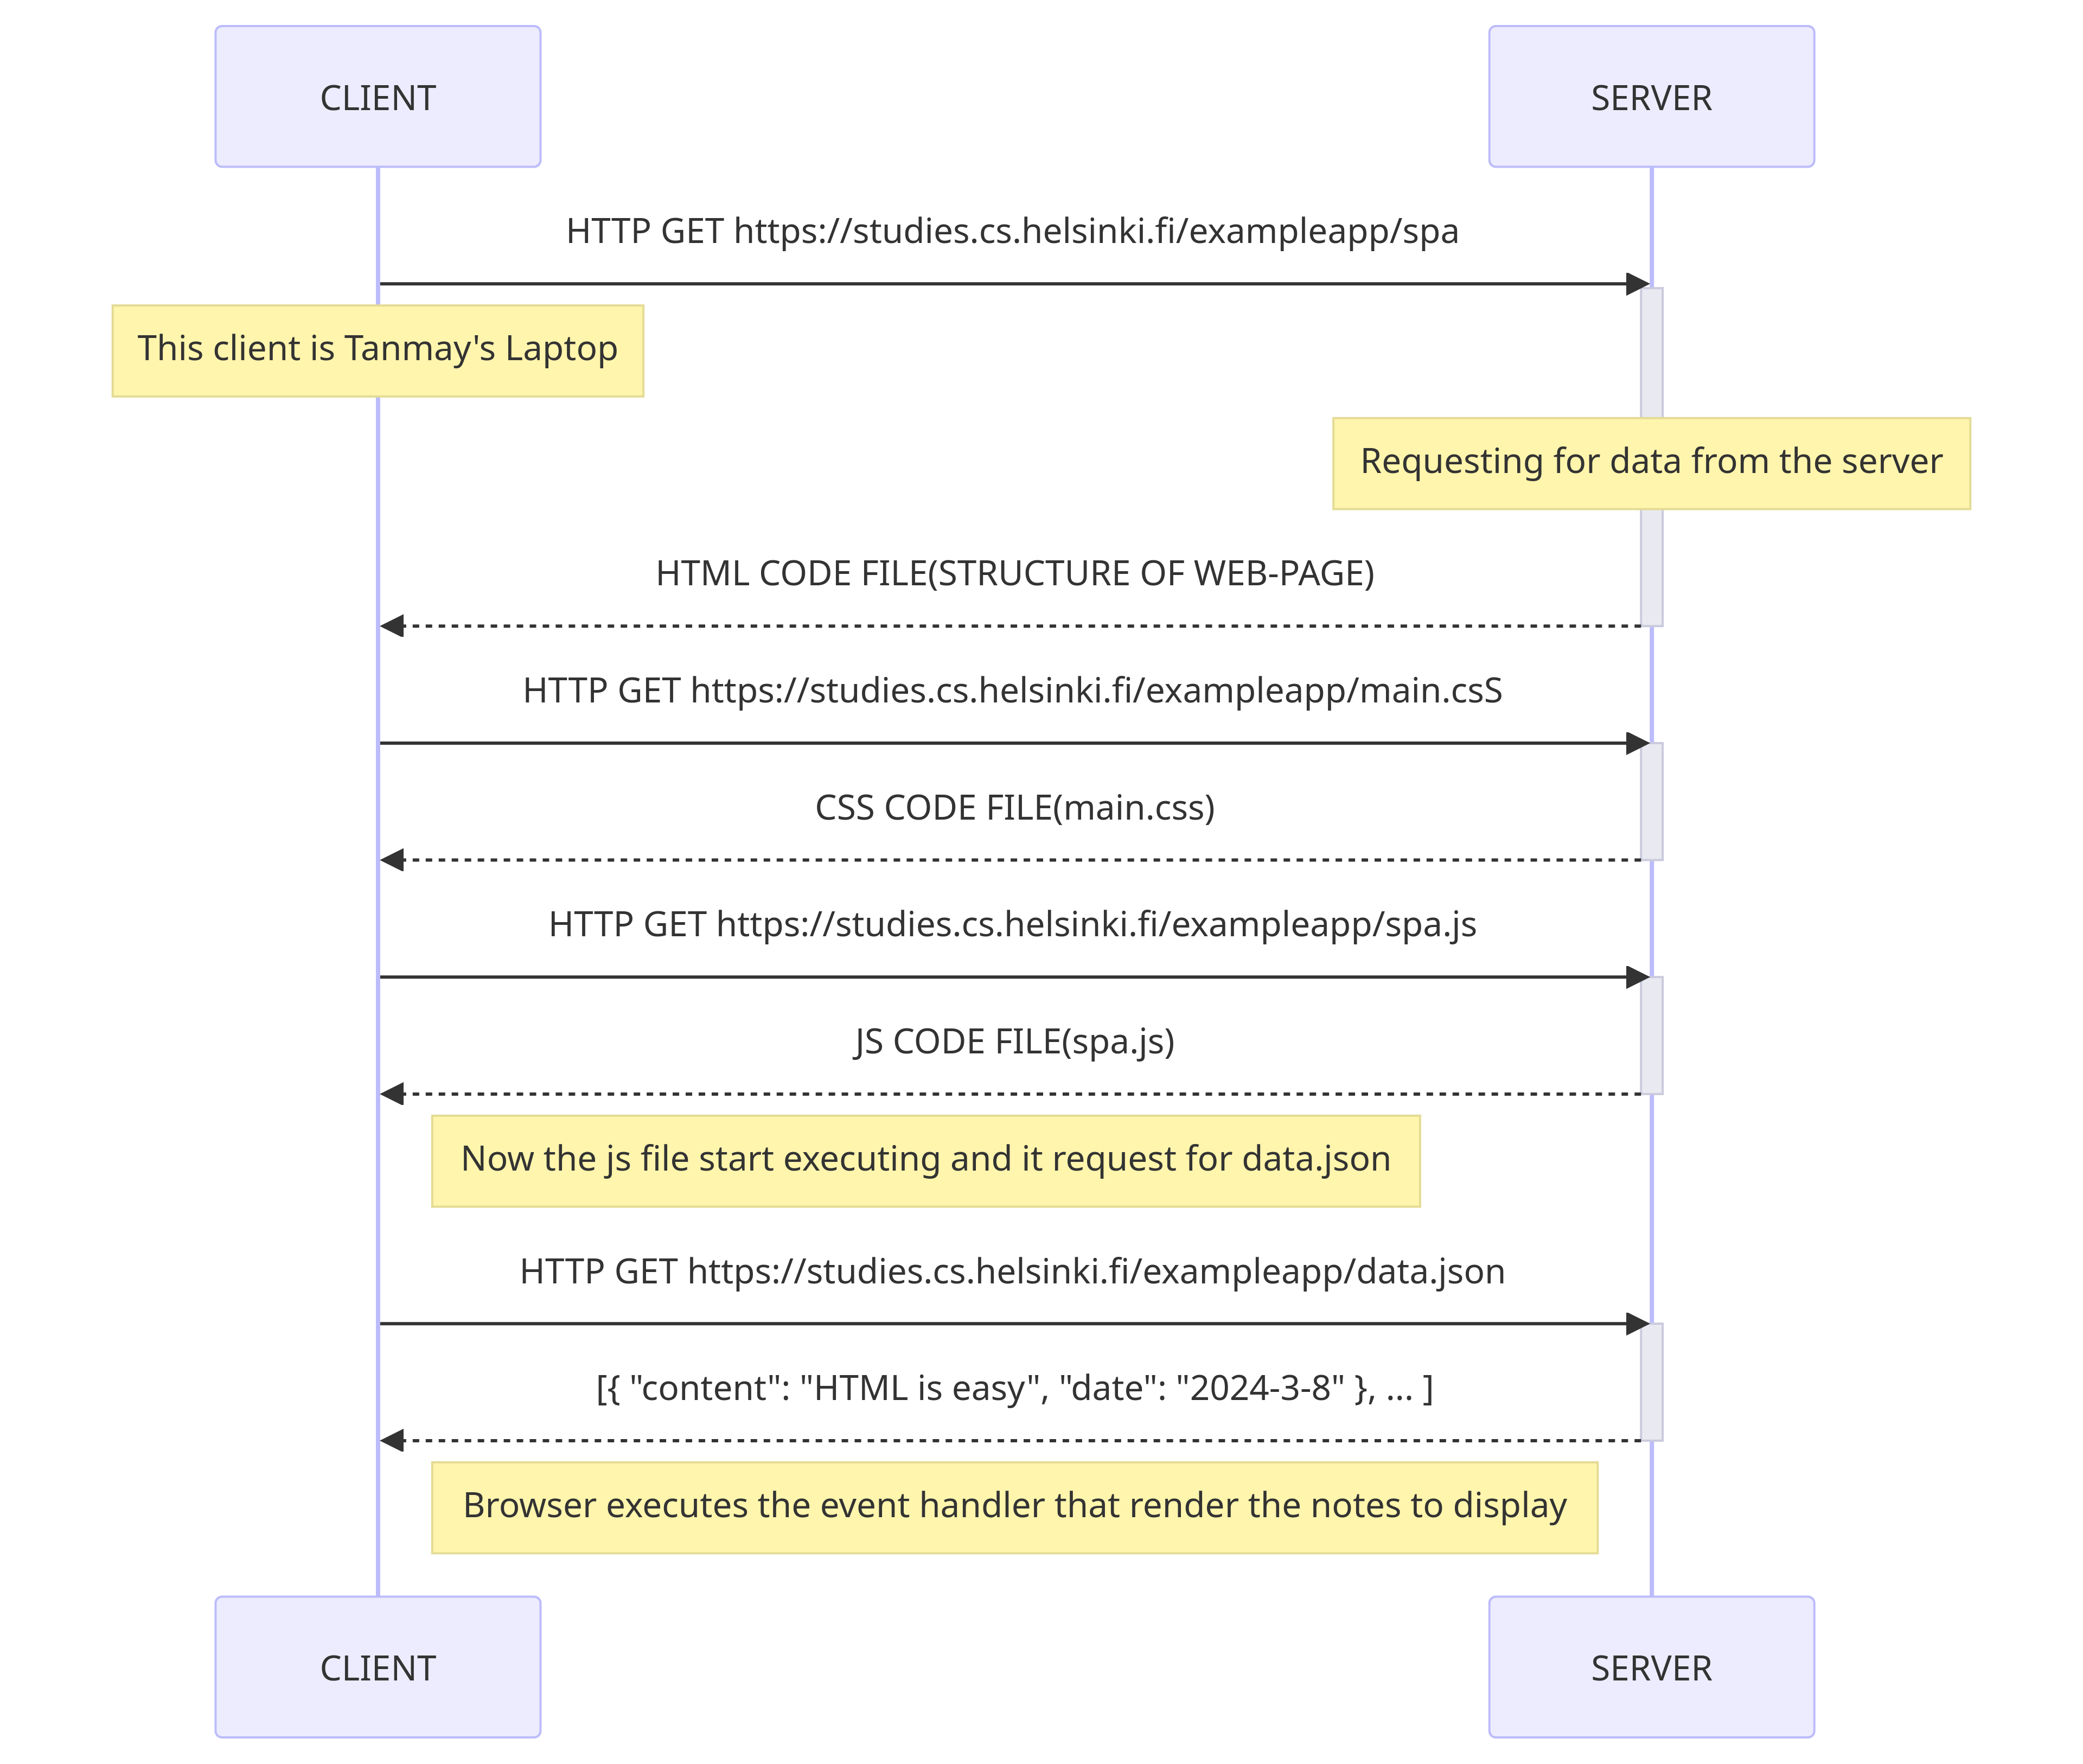 CLIENT
SERVER
HTTP GET https://studies.cs.helsinki.fi/exampleapp/spa
This client is Tanmay's Laptop
Requesting for data from the server
HTML CODE FILE(STRUCTURE OF WEB-PAGE)
HTTP GET https://studies.cs.helsinki.fi/exampleapp/main.csS
CSS CODE FILE(main.css)
HTTP GET https://studies.cs.helsinki.fi/exampleapp/spa.js
JS CODE FILE(spa.js)
Now the js file start executing and it request for data.json
HTTP GET https://studies.cs.helsinki.fi/exampleapp/data.json
[{ "content": "HTML is easy", "date": "2024-3-8" }, ... ]
Browser executes the event handler that render the notes to display
CLIENT
SERVER